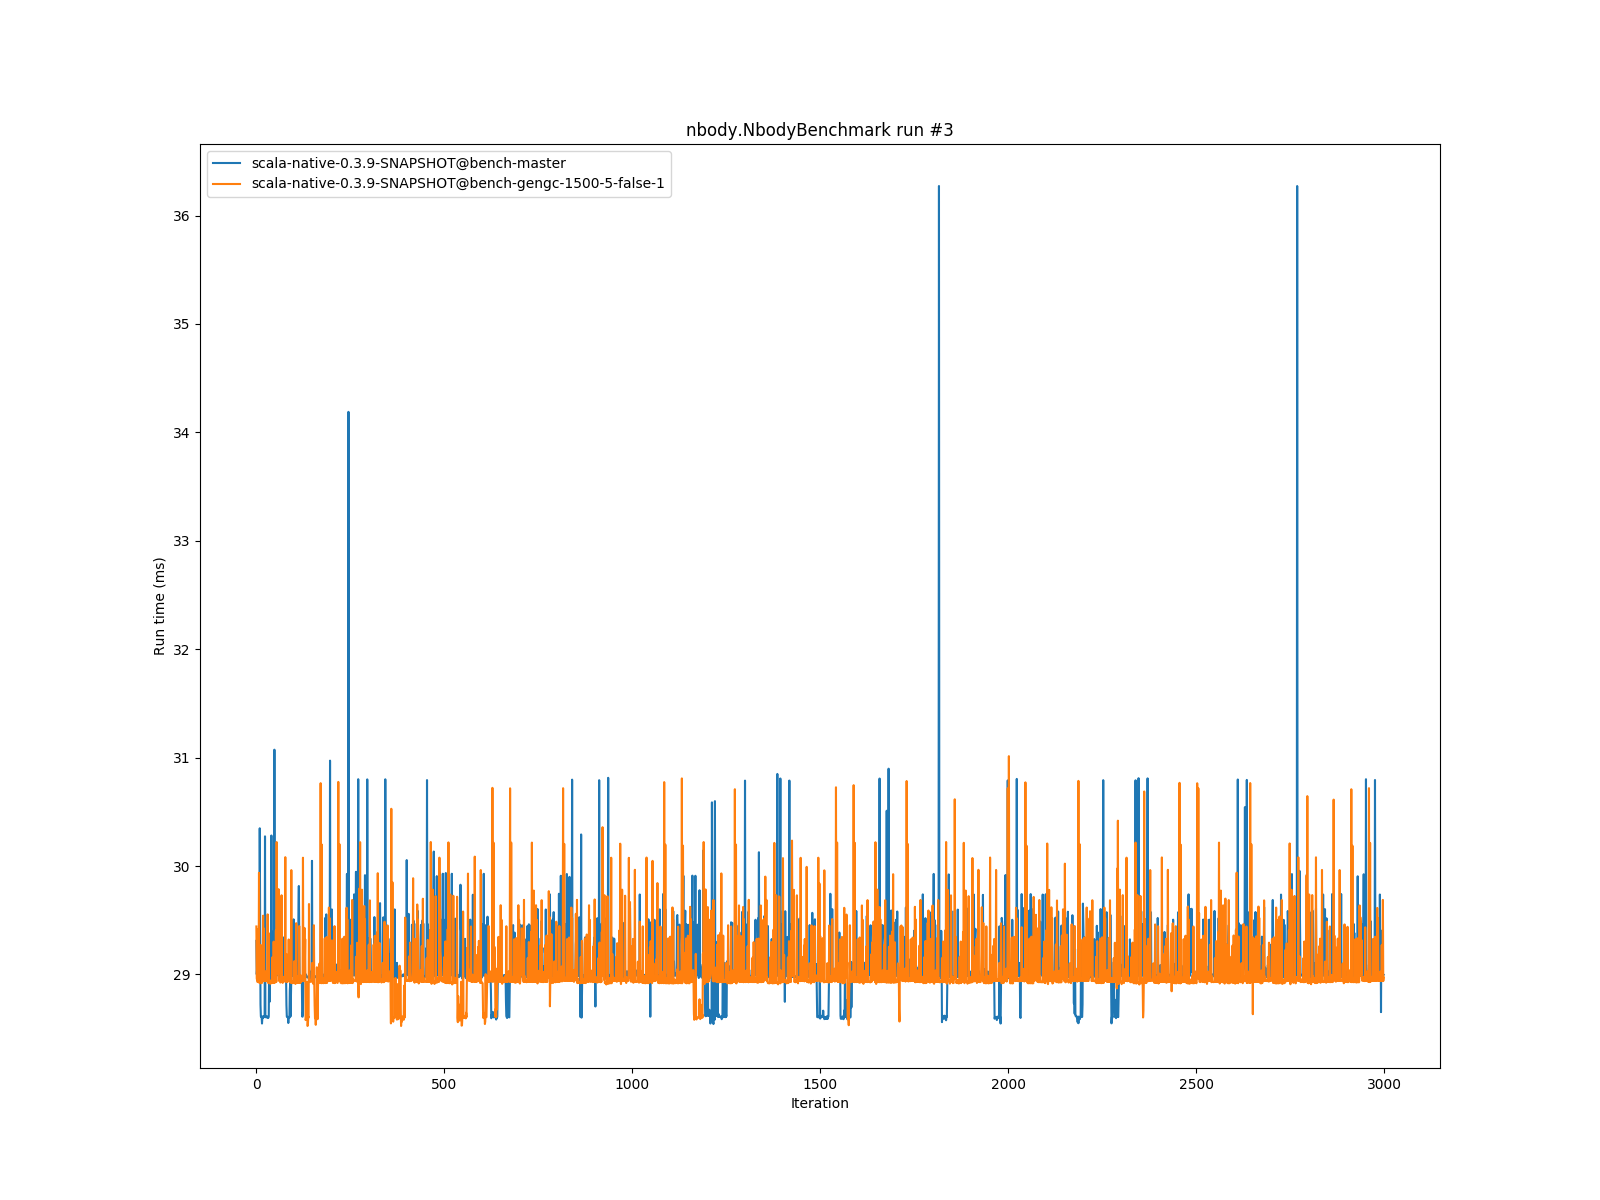 nbody.NbodyBenchmark run #3
scala-native-0.3.9-SNAPSHOT@bench-master
scala-native-0.3.9-SNAPSHOT@bench-gengc-1500-5-false-1
36
35
34
33
32
31
30
29
Run time (ms)
0 500 1000 1500 2000 2500 3000
Iteration